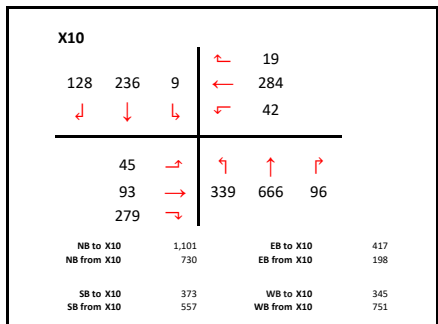 X10
19
128 236 9 284
42
45
93 339 666 96
279
NB to X10 1,101 EB to X10 417
NB from X10 730 EB from X10 198
SB to X10 373 WB to X10 345
SB from X10 557 WB from X10 751